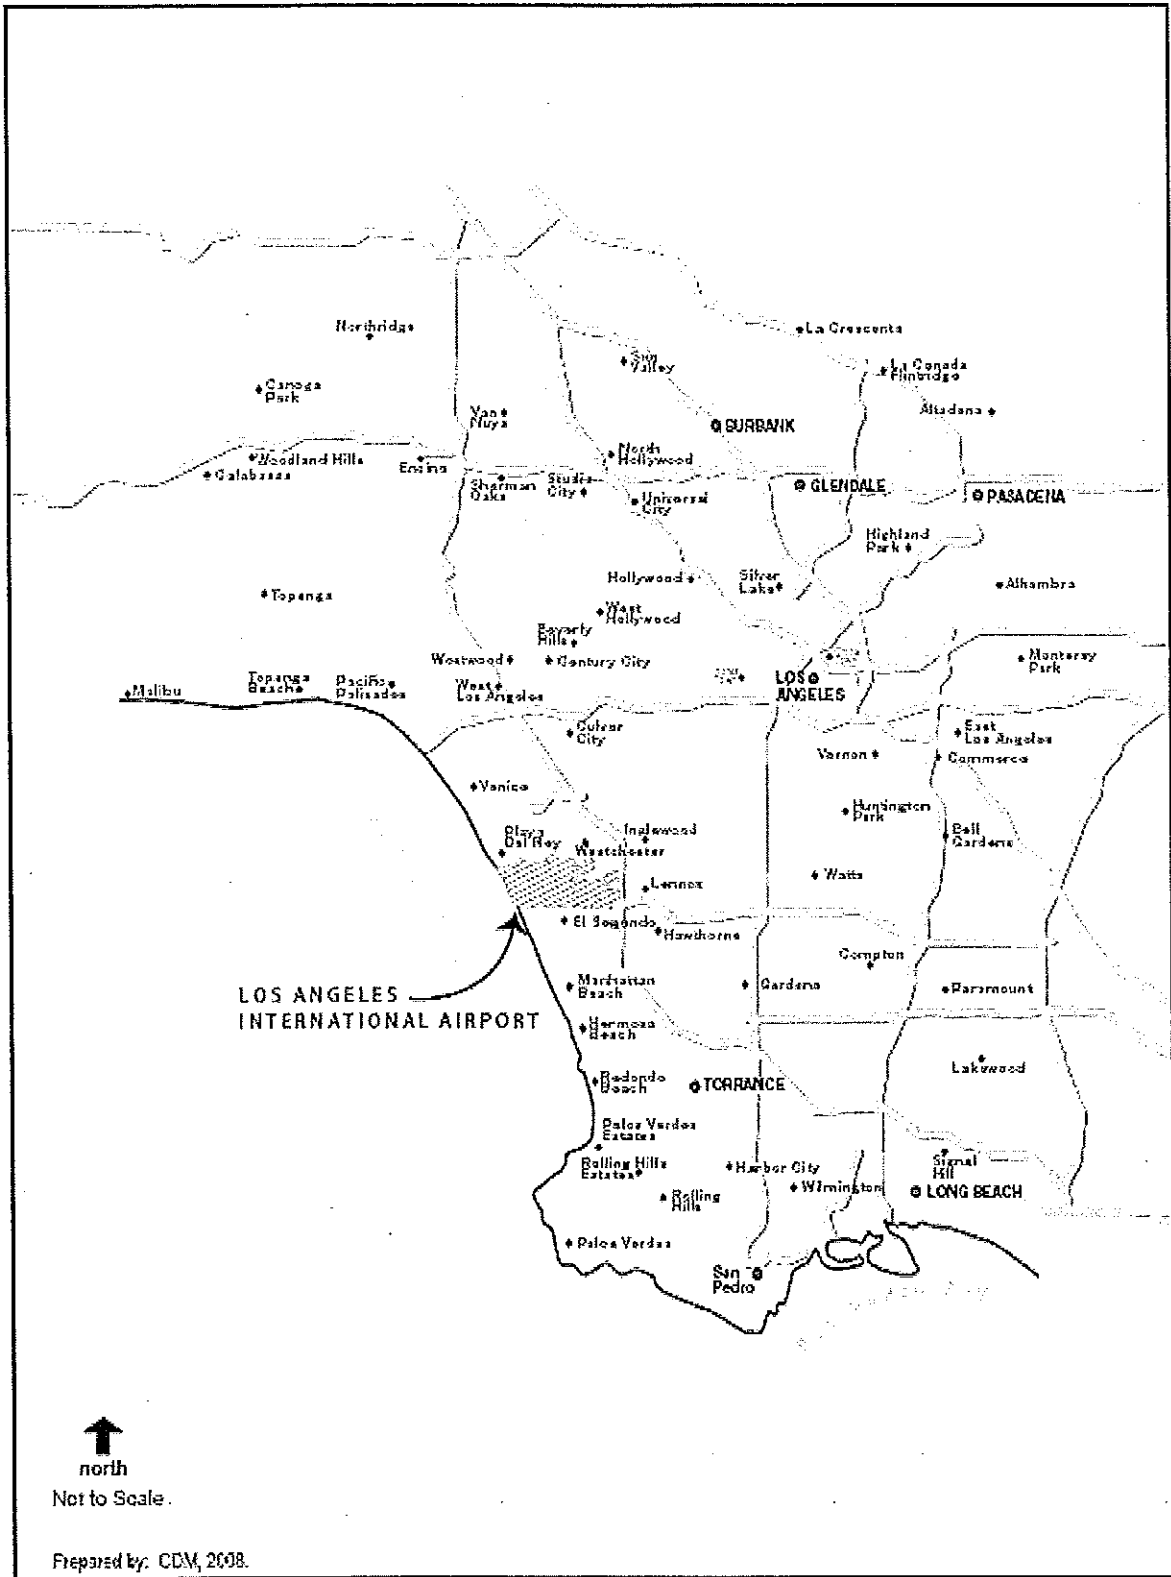 Northridge
La Crescenta
Sun
Valley
La Canada
Flintridge
Canoga
Park
Altadena
Van
Nuys
BURBANK
North
Hollywood
Woodland Hills
Encino
Calabasas
Sherman
Oaks
Studio
City
Universal
City
GLENDALE
PASADENA
Highland
Park
Hollywood
Silver
Lake
Alhambra
Topanga
West
Hollywood
Beverly
Hills
Westwood
Century City
Monterey
Park
Malibu
Topanga
Beach
Pacific
Palisades
West
Los Angeles
LOS
ANGELES
Culver
City
East
Los Angeles
Vernon
Commerce
Venice
Huntington
Park
Playa
Del Rey
Inglewood
Westchester
Bell
Gardens
Lennox
Watts
El Segundo
Hawthorne
Compton
LOS ANGELES
INTERNATIONAL AIRPORT
Manhattan
Beach
Gardena
Paramount
Hermosa
Beach
Lakewood
Redondo
Beach
TORRANCE
Palos Verdes
Estates
Rolling Hills
Estates
Harbor City
Signal
Hill
Wilmington
LONG BEACH
Rolling
Hills
Palos Verdes
San
Pedro
north
Not to Scale.
Prepared by: CDM, 2008.